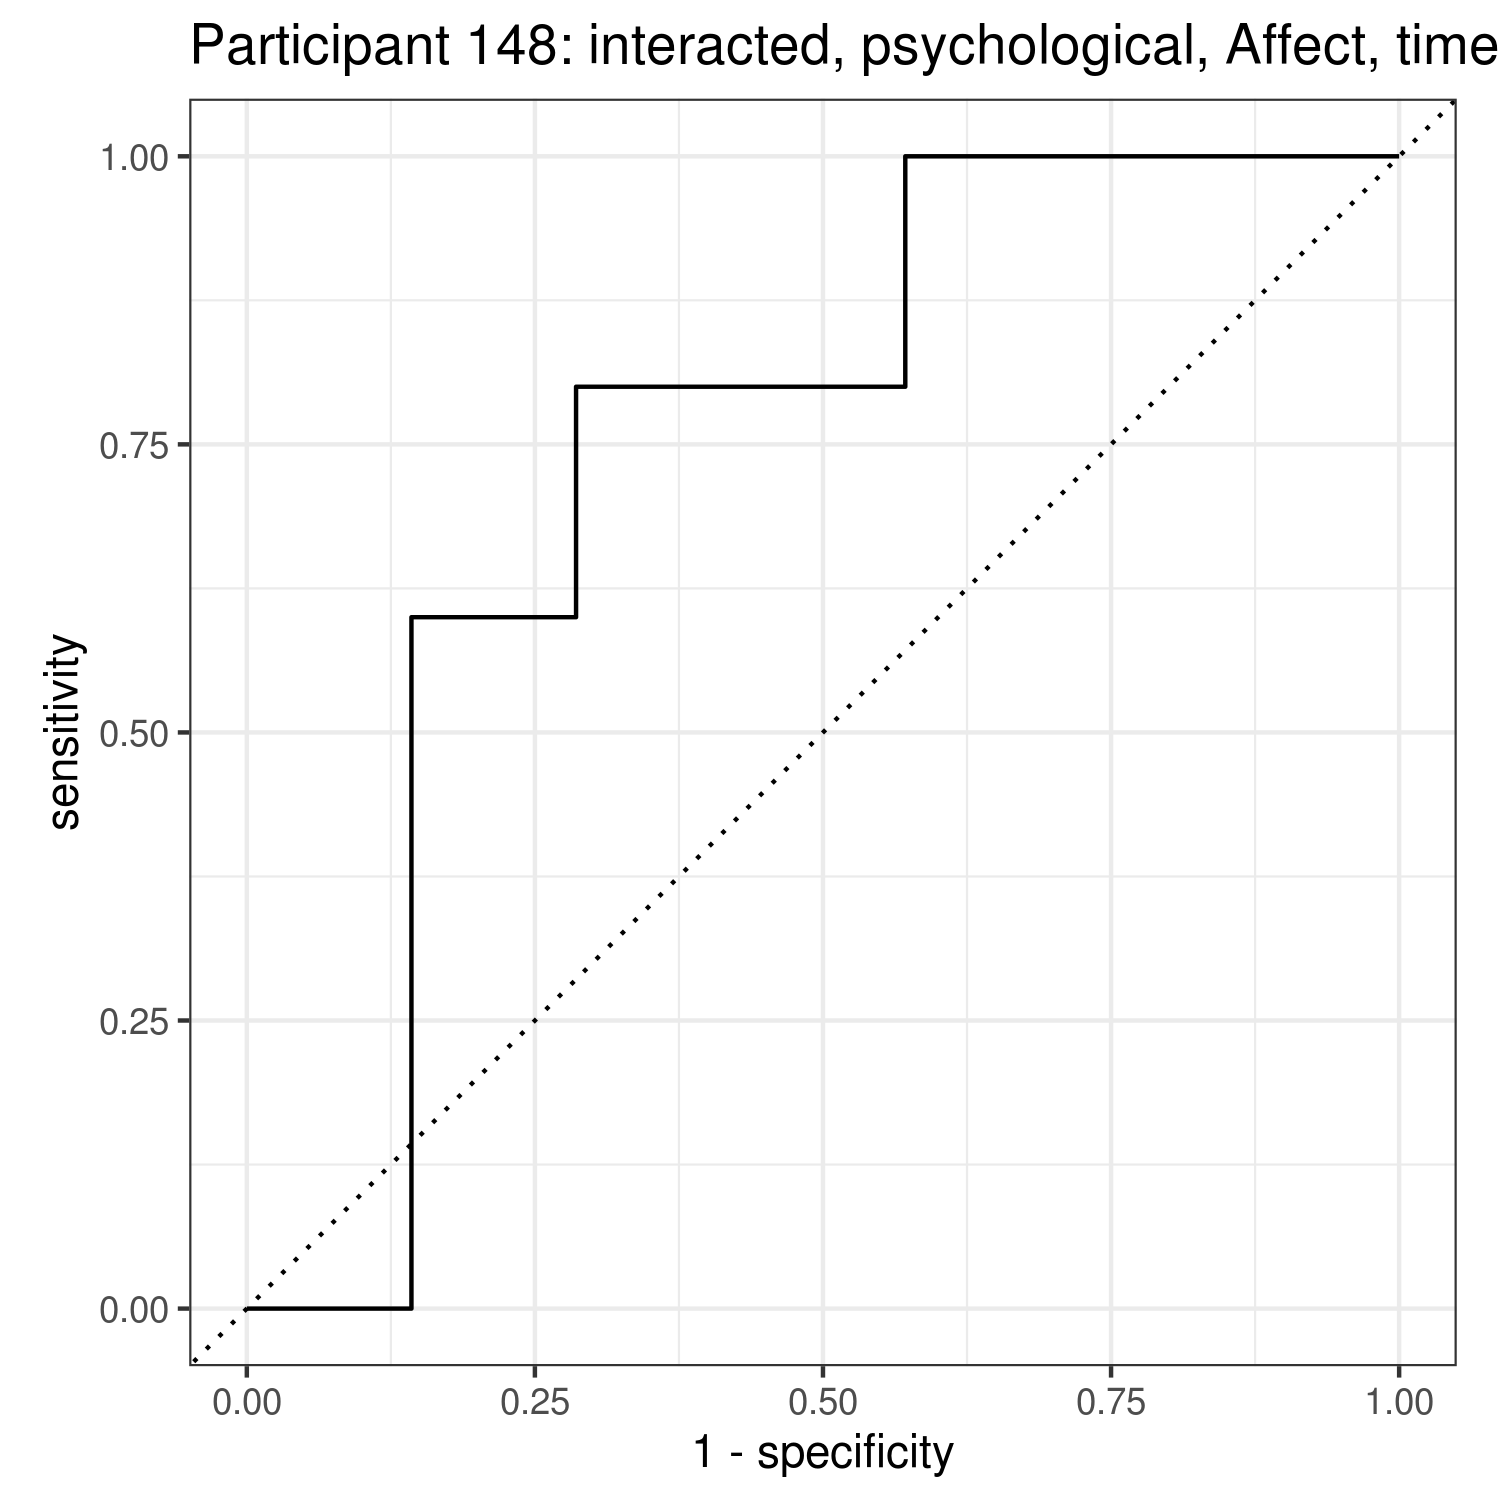 Participant 148: interacted, psychological, Affect, time
1.00
0.75
0.50
0.25
0.00
sensitivity
0.00 0.25 0.50 0.75 1.00
1 - specificity